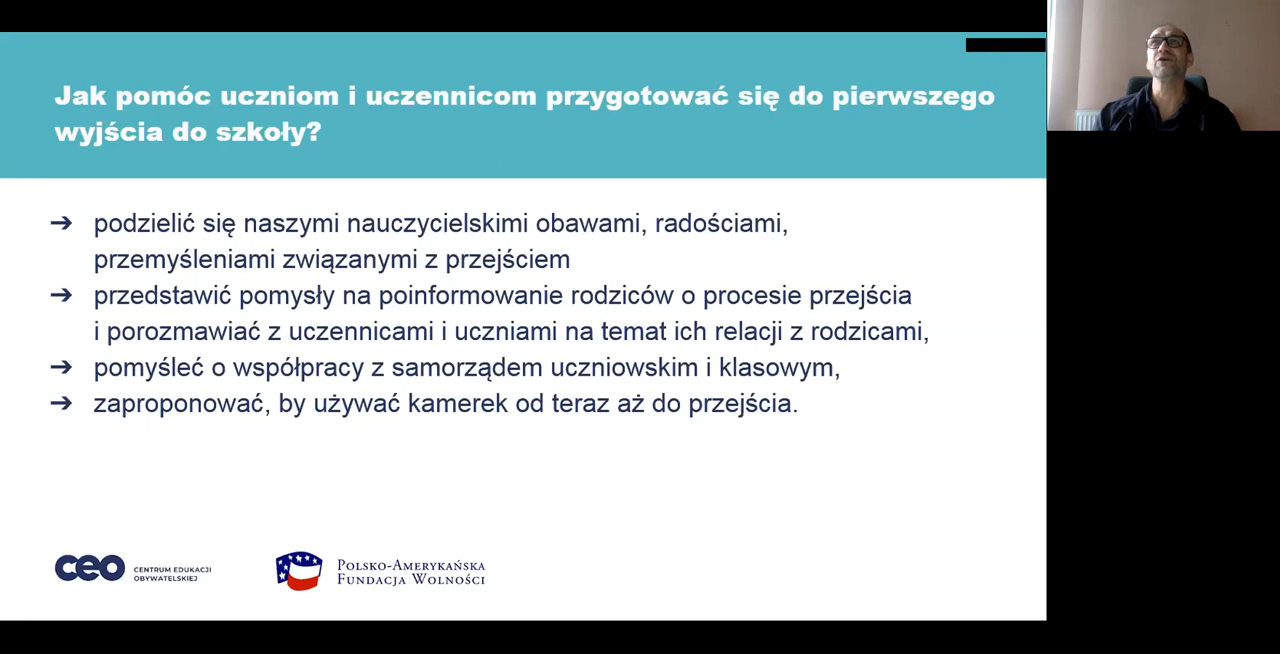 Jak pomóc uczniom i uczennicom przygotować się do pierwszego
wyjścia do szkoły?
➔ podzielić się naszymi nauczycielskimi obawami, radościami,
przemyśleniami związanymi z przejściem
➔ przedstawić pomysły na poinformowanie rodziców o procesie przejścia
i porozmawiać z uczennicami i uczniami na temat ich relacji z rodzicami,
➔ pomyśleć o współpracy z samorządem uczniowskim i klasowym,
➔ zaproponować, by używać kamerek od teraz aż do przejścia.
ceo CENTRUM EDUKACJI
OBYWATELSKIEJ
Polsko-Amerykańska
Fundacja Wolności